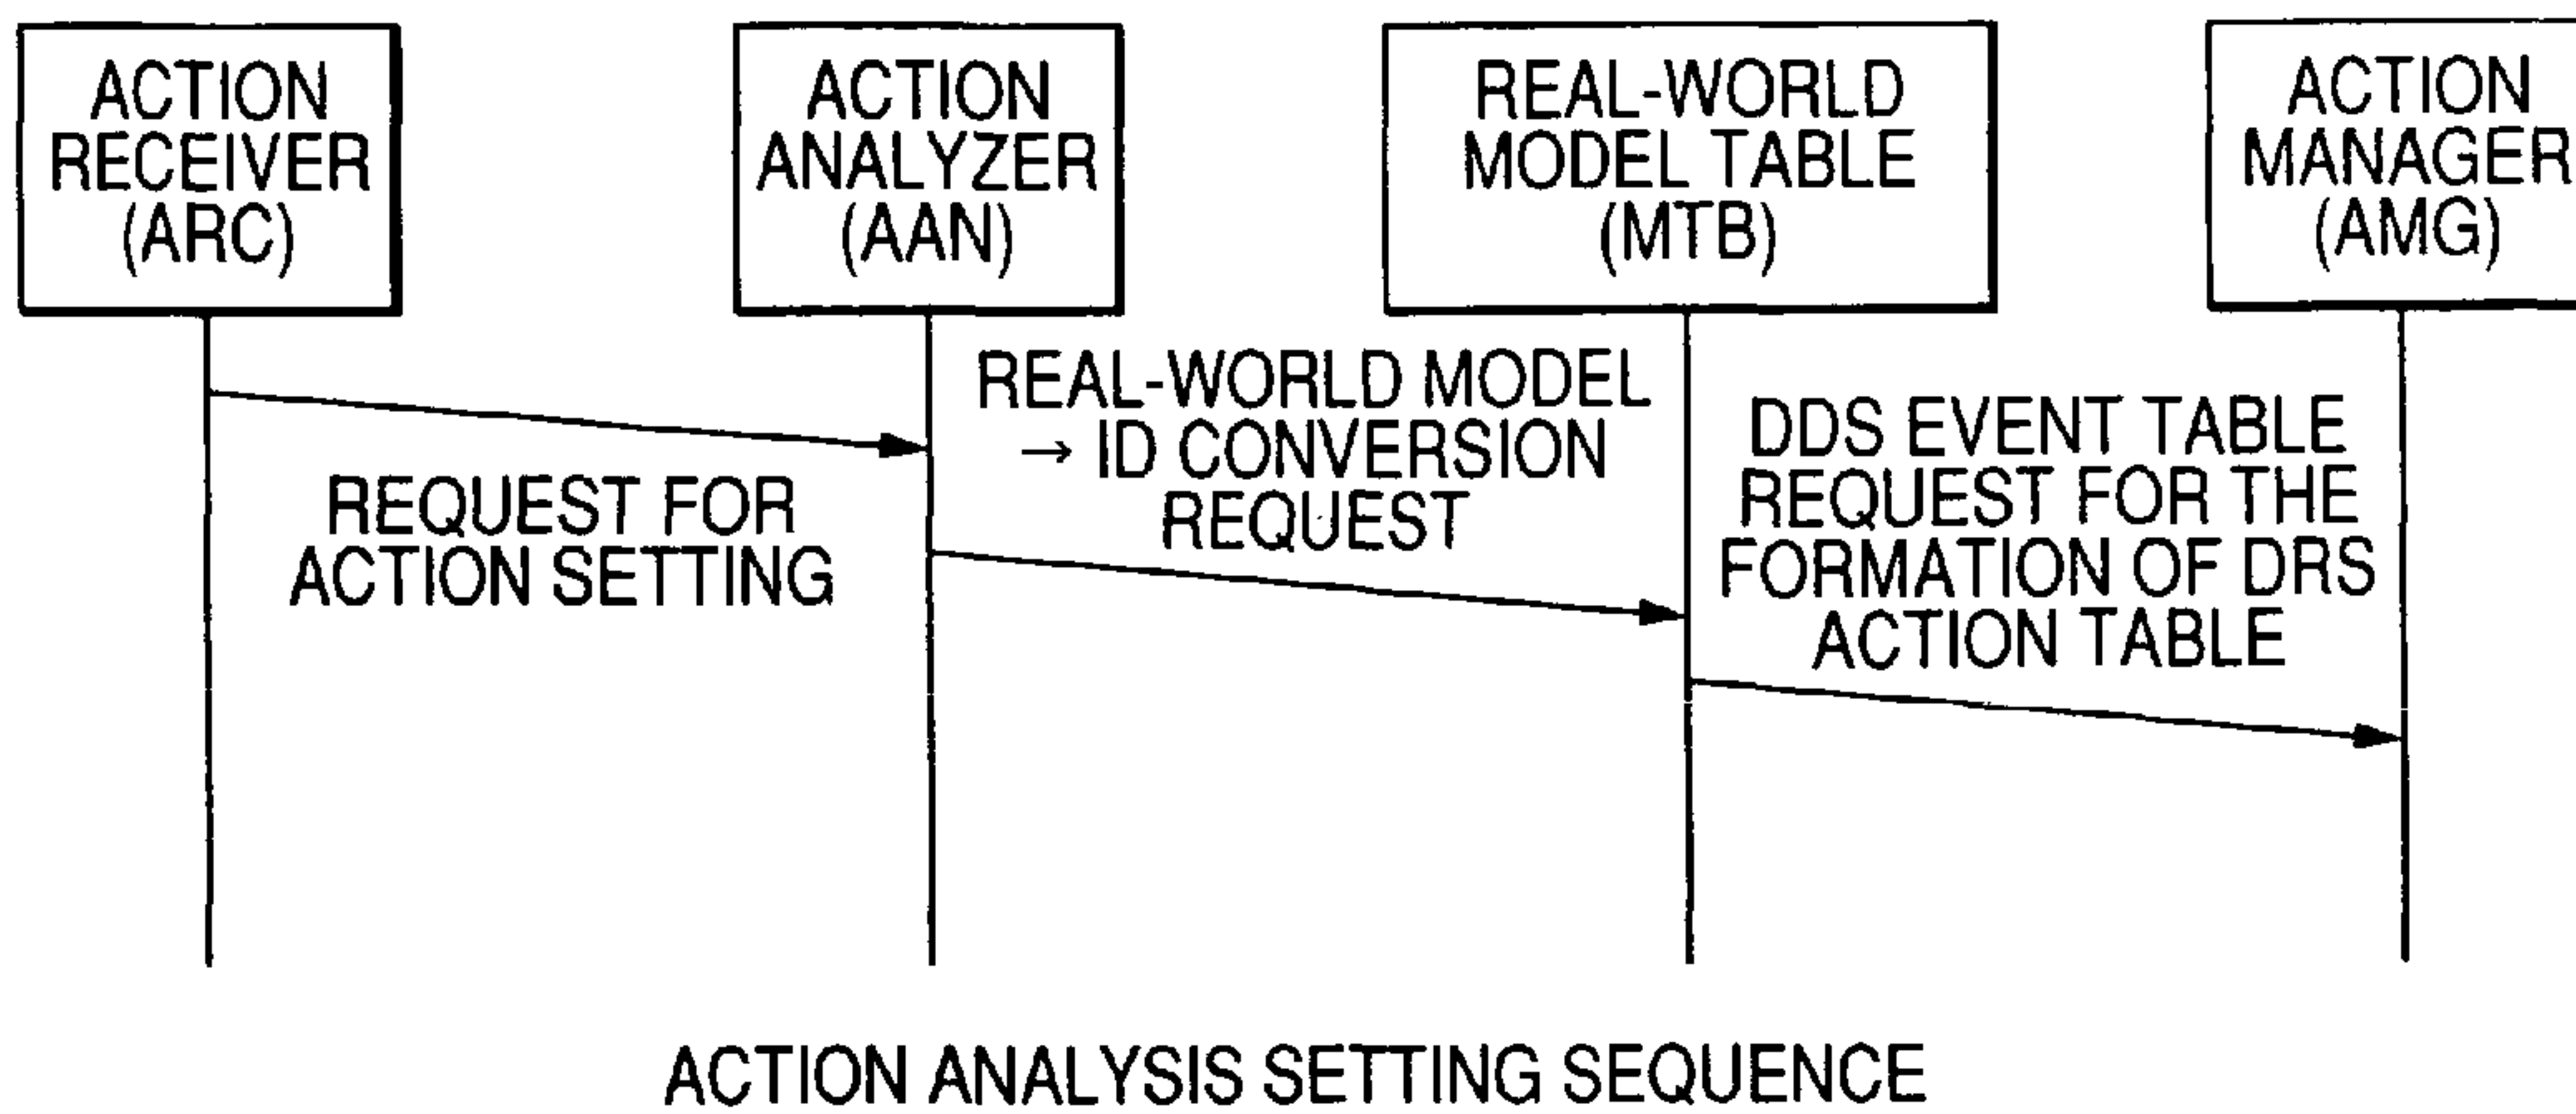 ACTION
RECEIVER
(ARC)
ACTION
ANALYZER
(AAN)
REAL-WORLD
MODEL TABLE
(MTB)
ACTION
MANAGER
(AMG)
REQUEST FOR
ACTION SETTING
REAL-WORLD MODEL
→ ID CONVERSION
REQUEST
DDS EVENT TABLE
REQUEST FOR THE
FORMATION OF DRS
ACTION TABLE
ACTION ANALYSIS SETTING SEQUENCE